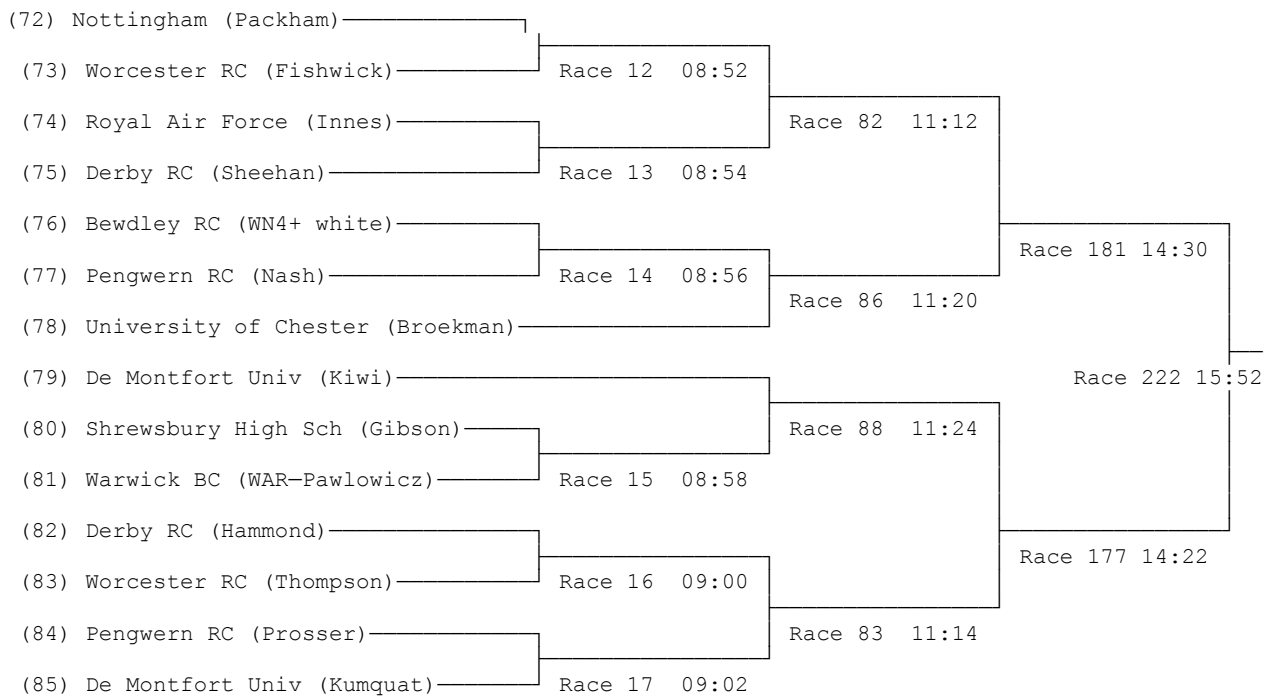 (72) Nottingham (Packham)
(73) Worcester RC (Fishwick) Race 12 08:52
(74) Royal Air Force (Innes) Race 82 11:12
(75) Derby RC (Sheehan) Race 13 08:54
(76) Bewdley RC (WN4+ white)
Race 181 14:30
(77) Pengwern RC (Nash) Race 14 08:56
Race 86 11:20
(78) University of Chester (Broekman)
(79) De Montfort Univ (Kiwi) Race 222 15:52
(80) Shrewsbury High Sch (Gibson) Race 88 11:24
(81) Warwick BC (WAR-Pawlowicz) Race 15 08:58
(82) Derby RC (Hammond)
Race 177 14:22
(83) Worcester RC (Thompson) Race 16 09:00
(84) Pengwern RC (Prosser) Race 83 11:14
(85) De Montfort Univ (Kumquat) Race 17 09:02